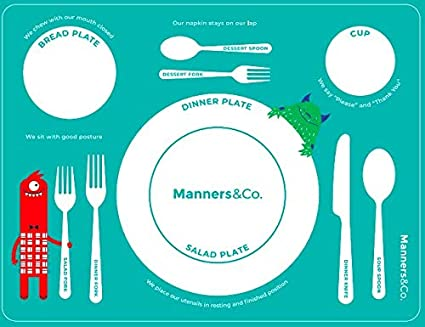 We chew with our mouth closed
BREAD PLATE
Our napkin stays on our lap
DESSERT SPOON
DESSERT FORK
CUP
We say "please" and "Thank You"
We sit with good posture
DINNER PLATE
Manners&Co.
SALAD PLATE
SALAD FORK
DINNER FORK
DINNER KNIFE
SOUP SPOON
Manners&Co.
We place our utensils in resting and finished position